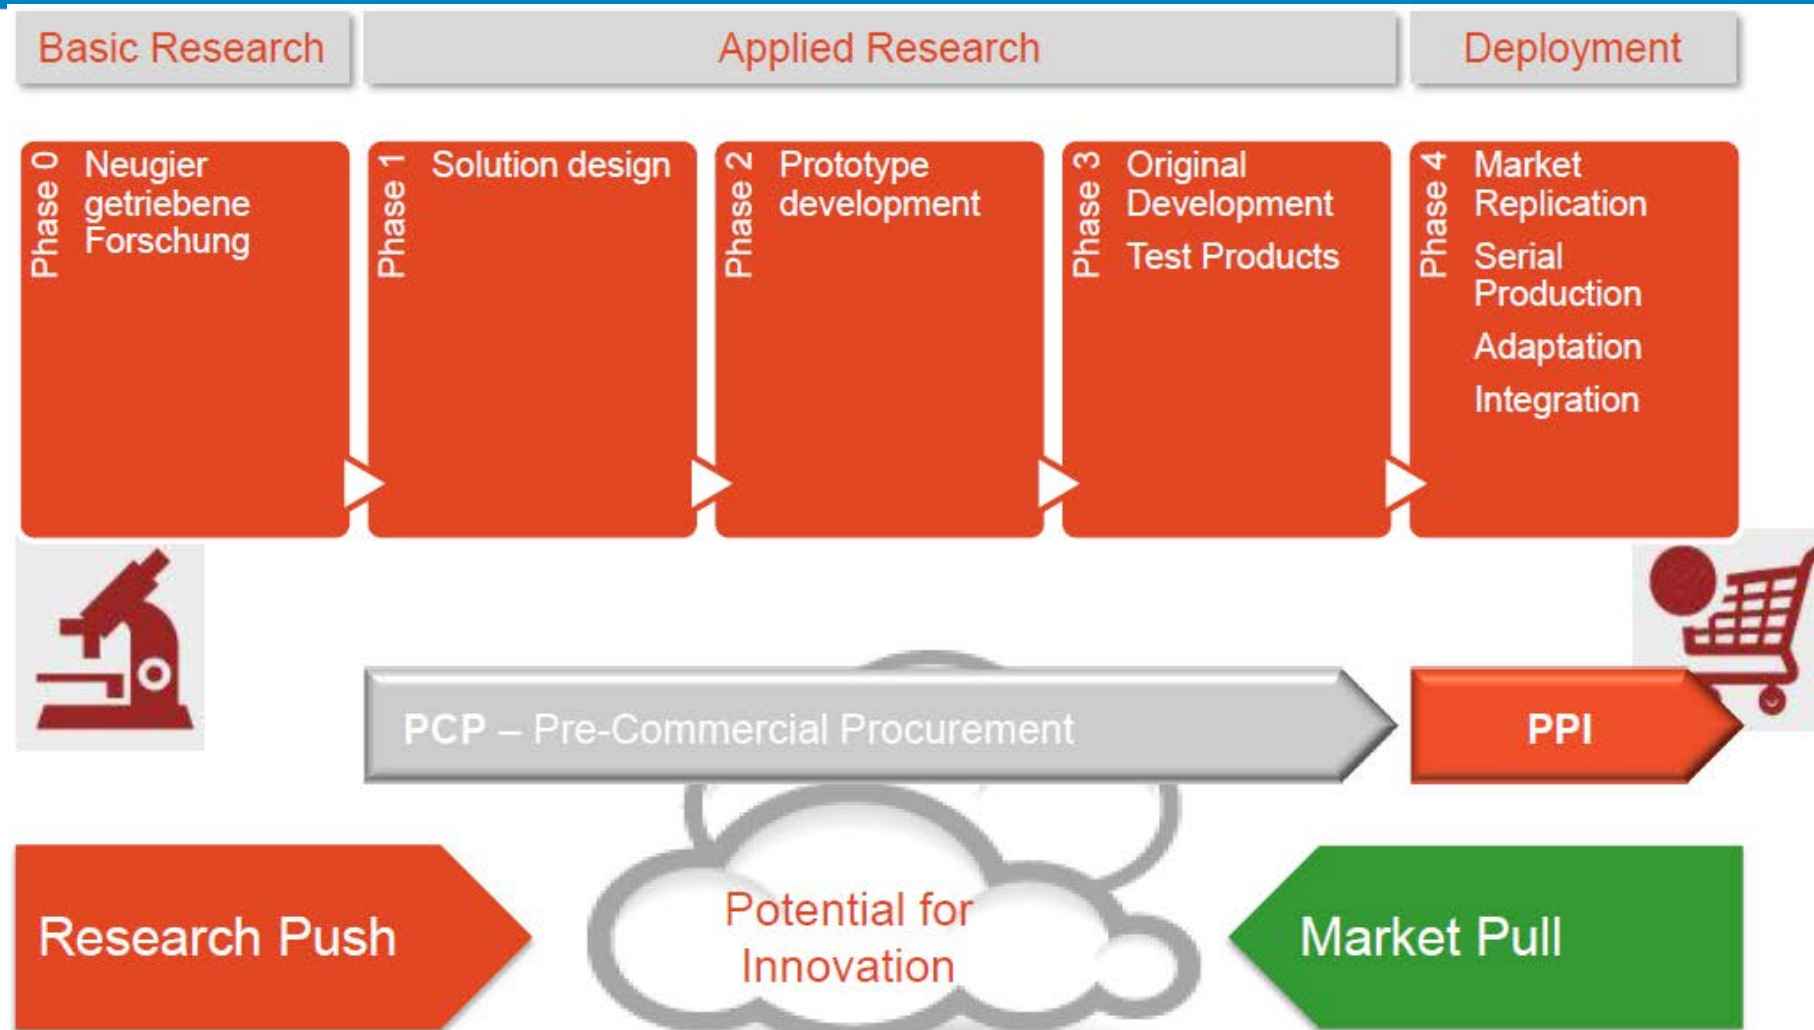 Basic Research
Applied Research
Deployment
Phase 0
Neugier
getriebene
Forschung
Phase 1
Solution design
Phase 2
Prototype
development
Phase 3
Original
Development
Test Products
Phase 4
Market
Replication
Serial
Production
Adaptation
Integration
PCP – Pre-Commercial Procurement
PPI
Research Push
Potential for
Innovation
Market Pull